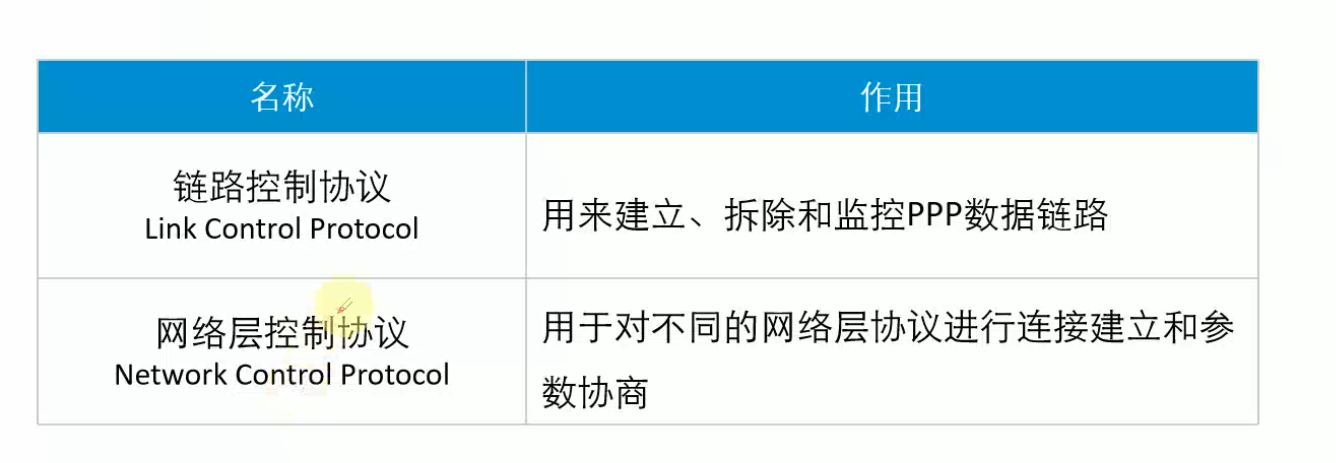 名称
作用
链路控制协议
Link Control Protocol
用来建立、拆除和监控PPP数据链路
网络层控制协议
Network Control Protocol
用于对不同的网络层协议进行连接建立和参
数协商